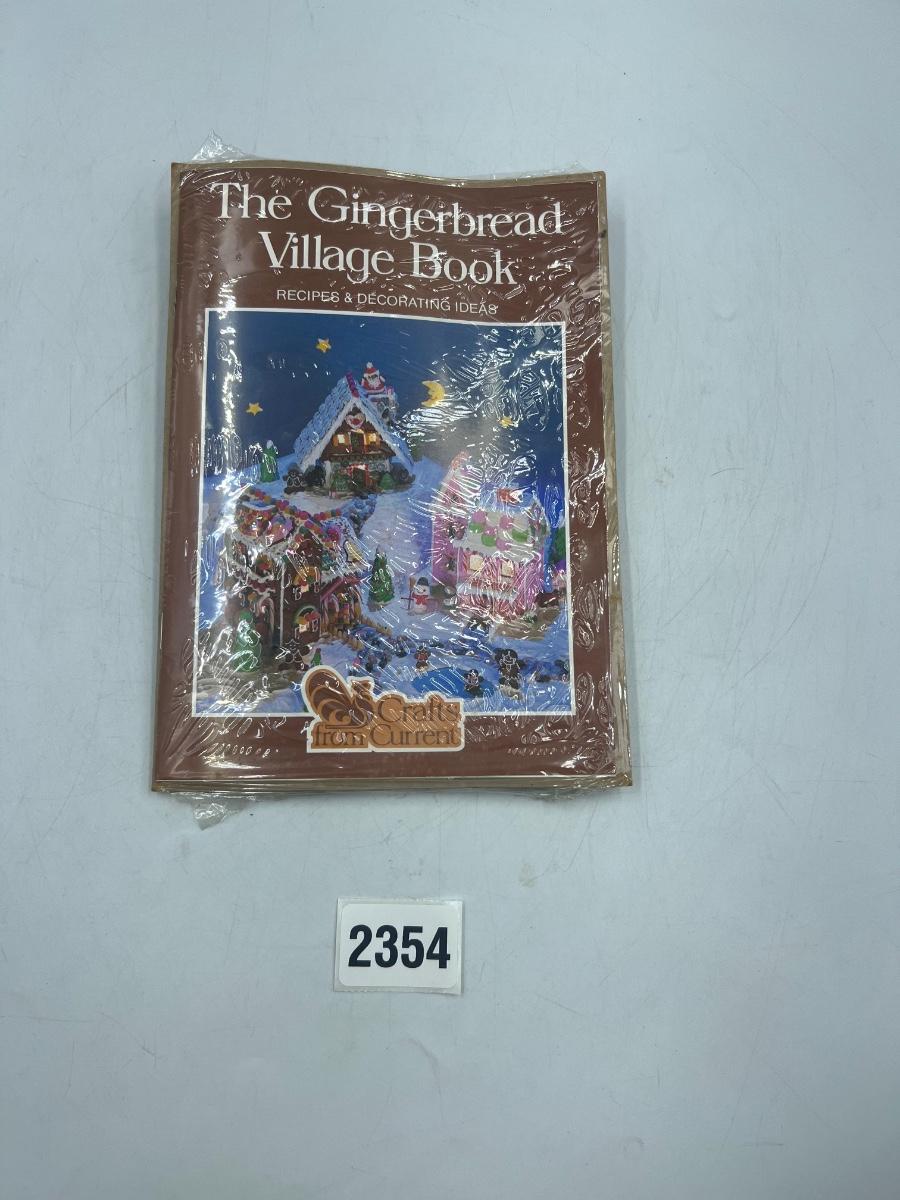 The Gingerbread
Village Book
RECIPES & DECORATING IDEAS
Crafts
from Current
2354